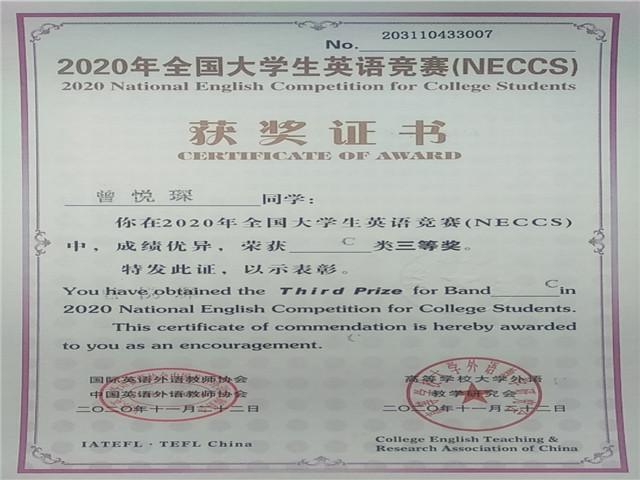 No. 203110433007
2020年全国大学生英语竞赛(NECCS)
2020 National English Competition for College Students
获奖证书
CERTIFICATE OF AWARD
曾悦琛同学：
你在2020年全国大学生英语竞赛(NECCS)
中，成绩优异，荣获 C 类三等奖。
特发此证，以示表彰。
You have obtained the Third Prize for Band C in
2020 National English Competition for College Students.
This certificate of commendation is hereby awarded
to you as an encouragement.
国际英语外语教师协会
中国英语外语教师协会
二〇二〇年十一月二十二日
IATEFL · TEFL China
高等学校大学外语
教学研究会
二〇二〇年十一月二十二日
College English Teaching &
Research Association of China